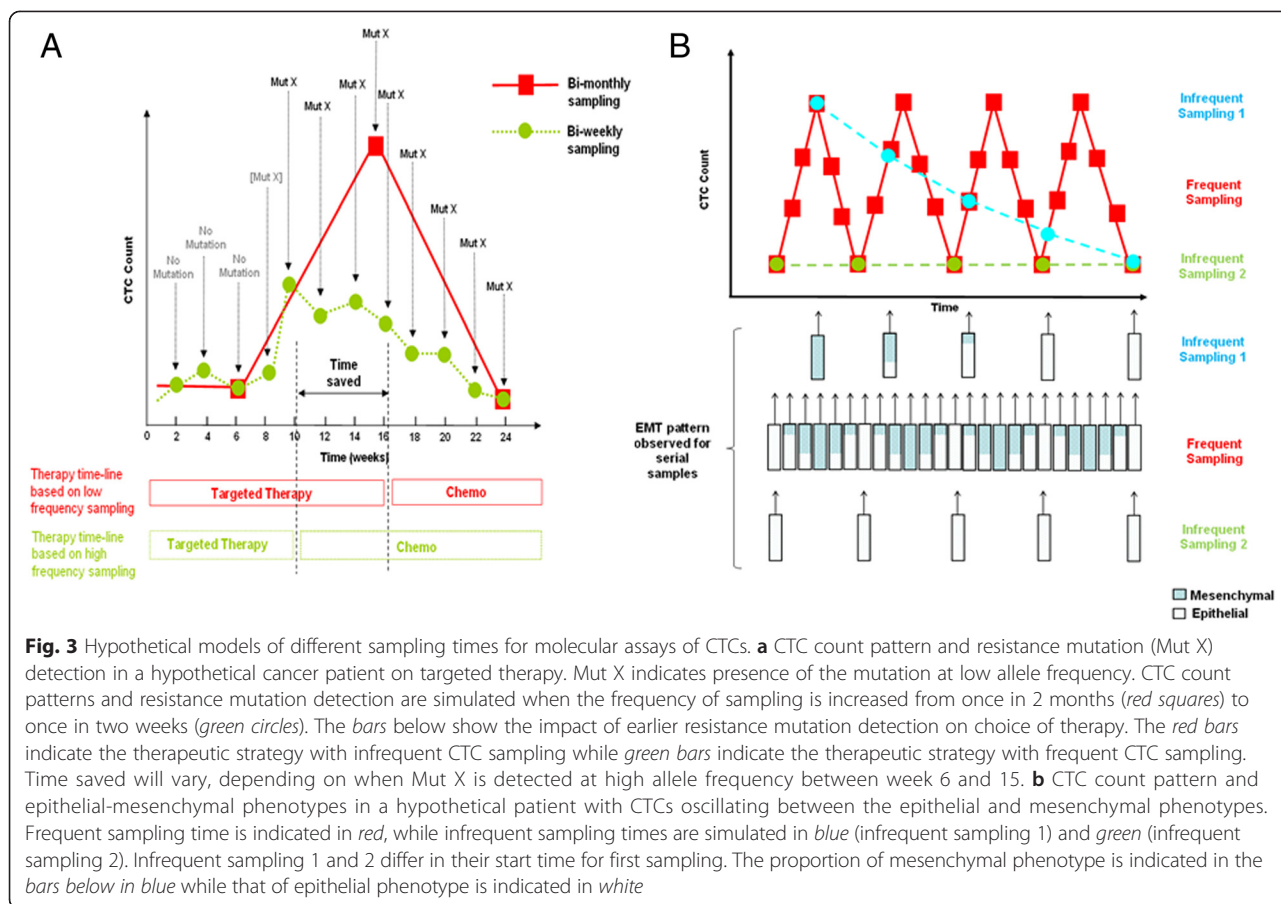 A
Mut X
Mut X
Mut X
Mut X
Mut X
Mut X
Mut X
Mut X
Mut X
[Mut X]
No
Mutation
No Mutation
No
Mutation
Bi-monthly
sampling
Bi-weekly
sampling
CTC Count
Time
saved
0 2 4 6 8 10 12 14 16 18 20 22 24
Time (weeks)
Therapy time-line
based on low
frequency sampling
Targeted Therapy
Chemo
Therapy time-line
based on high
frequency sampling
Targeted Therapy
Chemo
B
CTC Count
Time
Infrequent
Sampling 1
Frequent
Sampling
Infrequent
Sampling 2
EMT pattern
observed for
serial
samples
Infrequent
Sampling 1
Frequent
Sampling
Infrequent
Sampling 2
Mesenchymal
Epithelial
Fig. 3 Hypothetical models of different sampling times for molecular assays of CTCs. a CTC count pattern and resistance mutation (Mut X)
detection in a hypothetical cancer patient on targeted therapy. Mut X indicates presence of the mutation at low allele frequency. CTC count
patterns and resistance mutation detection are simulated when the frequency of sampling is increased from once in 2 months (red squares) to
once in two weeks (green circles). The bars below show the impact of earlier resistance mutation detection on choice of therapy. The red bars
indicate the therapeutic strategy with infrequent CTC sampling while green bars indicate the therapeutic strategy with frequent CTC sampling.
Time saved will vary, depending on when Mut X is detected at high allele frequency between week 6 and 15. b CTC count pattern and
epithelial-mesenchymal phenotypes in a hypothetical patient with CTCs oscillating between the epithelial and mesenchymal phenotypes.
Frequent sampling time is indicated in red, while infrequent sampling times are simulated in blue (infrequent sampling 1) and green (infrequent
sampling 2). Infrequent sampling 1 and 2 differ in their start time for first sampling. The proportion of mesenchymal phenotype is indicated in the
bars below in blue while that of epithelial phenotype is indicated in white